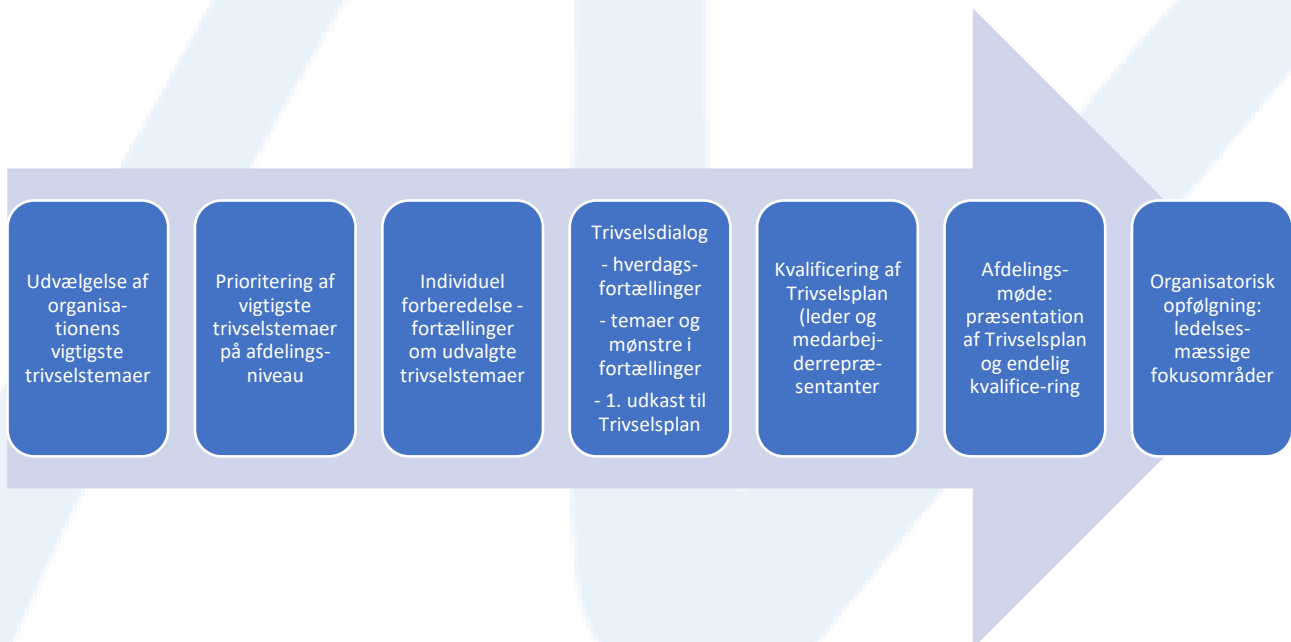 Udvælgelse af
organisa-
tionens
vigtigste
trivselstemaer
Prioritering af
vigtigste
trivselstemaer
på afdelings-
niveau
Individuel
forberedelse -
fortællinger
om udvalgte
trivselstemaer
Trivselsdialog
- hverdags-
fortællinger
- temaer og
mønstre i
fortællinger
- 1. udkast til
Trivselsplan
Kvalificering af
Trivselsplan
(leder og
medarbej-
derrepræ-
sentanter
Afdelings-
møde:
præsentation
af Trivselsplan
og endelig
kvalifice-ring
Organisatorisk
opfølgning:
ledelses-
mæssige
fokusområder